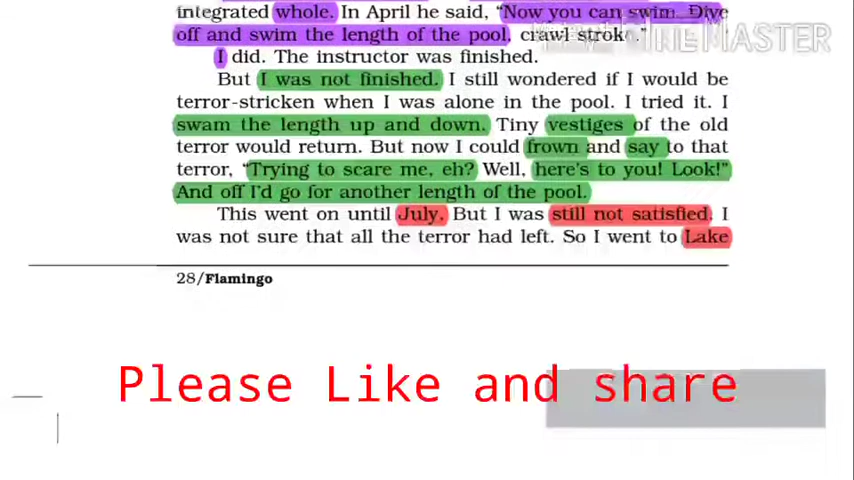 integrated whole. In April he said, “Now you can swim. Dive
off and swim the length of the pool, crawl stroke.”
I did. The instructor was finished.
But I was not finished. I still wondered if I would be
terror-stricken when I was alone in the pool. I tried it. I
swam the length up and down. Tiny vestiges of the old
terror would return. But now I could frown and say to that
terror, “Trying to scare me, eh? Well, here's to you! Look!”
And off I'd go for another length of the pool.
This went on until July. But I was still not satisfied. I
was not sure that all the terror had left. So I went to Lake
28/Flamingo
Please Like and share